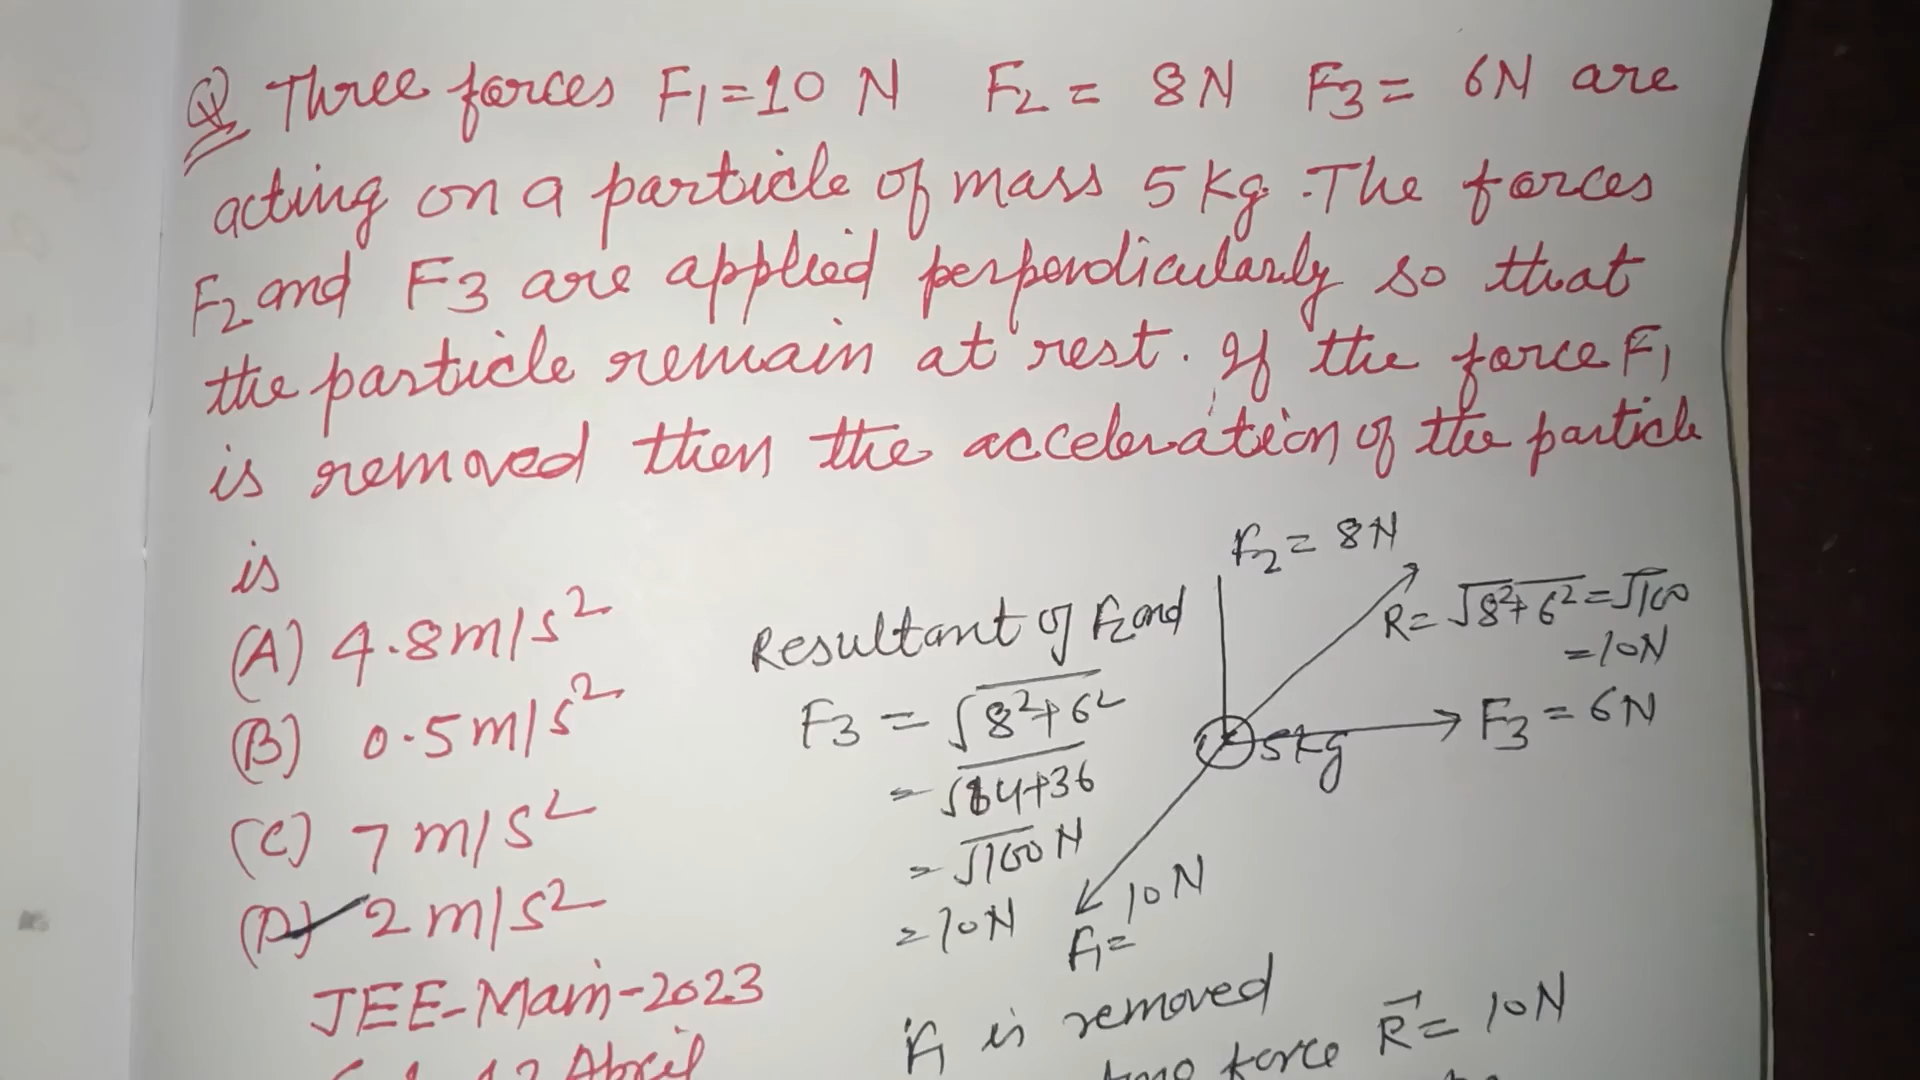 Q Three forces F1=10 N F2 = 8N F3 = 6N are
acting on a particle of mass 5 kg. The forces
F2 and F3 are applied perpendicularly so that
the particle remain at rest. If the force F1
is removed then the acceleration of the particle
is
(A) 4.8 m/s²
(B) 0.5 m/s²
(C) 7 m/s²
(D) 2 m/s²
JEE-Main-2023
Resultant of F2 and
F3 = √8²+6²
= √64+36
= √100 N
= 10N
F2 = 8N
R = √8²+6² = √100
= 10N
F3 = 6N
5kg
10 N
F1=
F1 is removed
force R⃗ = 10N